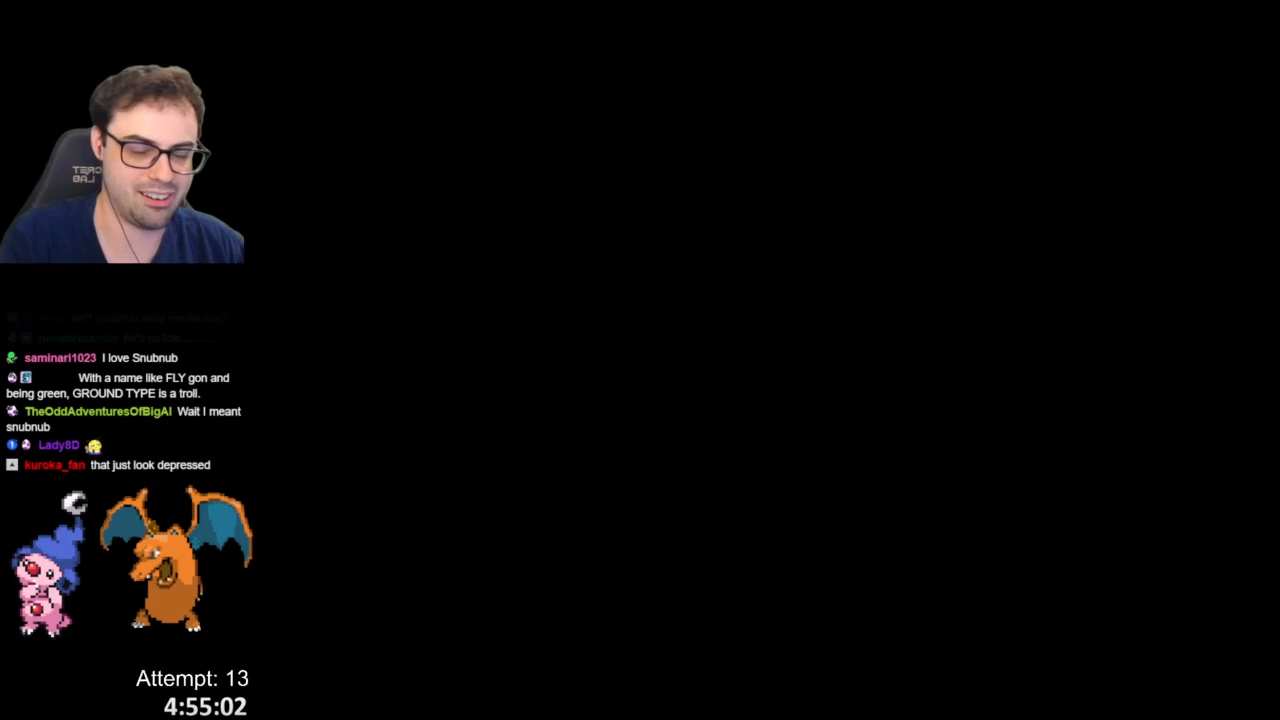 saminari1023 I love Snubnub
With a name like FLY gon and
being green, GROUND TYPE is a troll.
TheOddAdventuresOfBigAl Wait I meant
snubnub
Lady8D
kuroka_fan that just look depressed
Attempt: 13
4:55:02